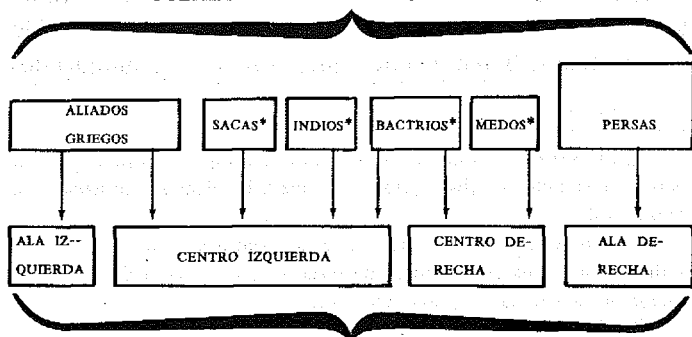 ALIADOS
GRIEGOS
SACAS*
INDIOS*
BACTRIOS*
MEDOS*
PERSAS
ALA IZ--
QUIERDA
CENTRO IZQUIERDA
CENTRO DE-
RECHA
ALA DE-
RECHA